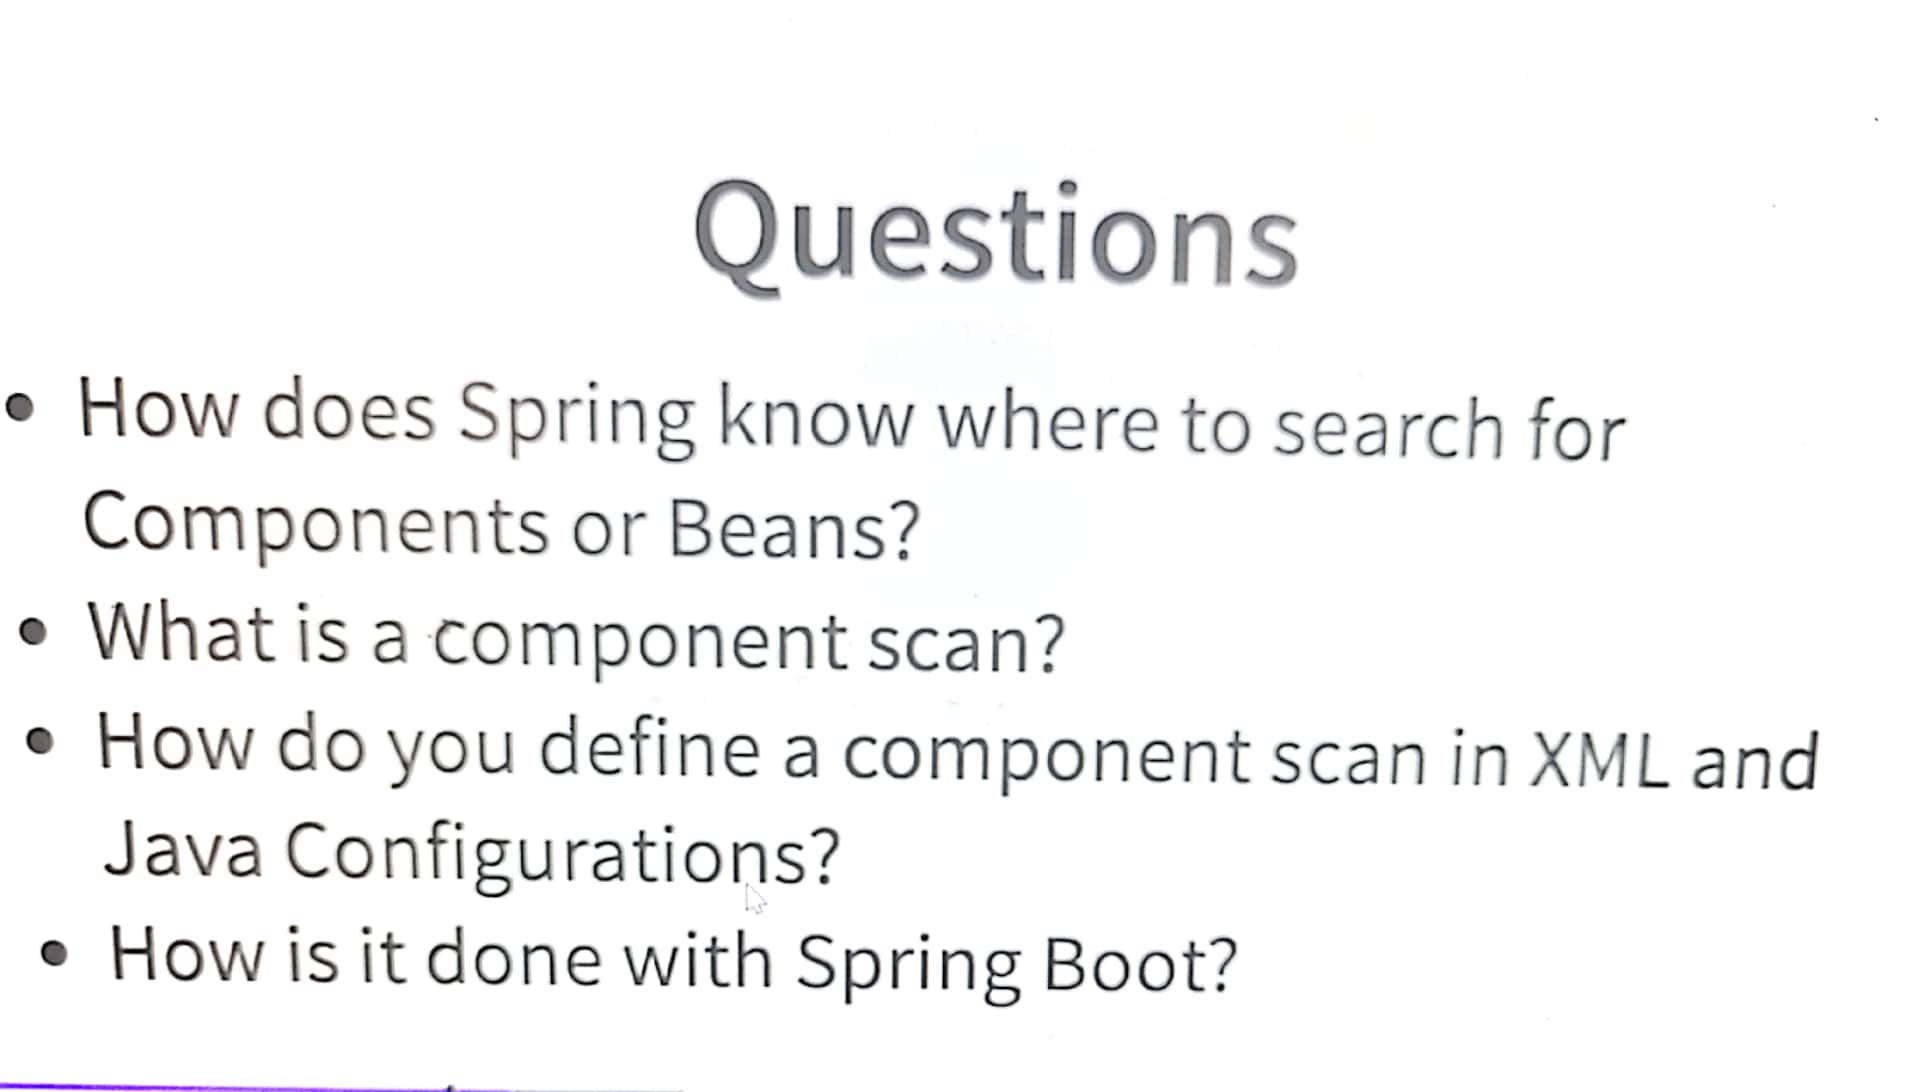 Questions
• How does Spring know where to search for
Components or Beans?
• What is a component scan?
• How do you define a component scan in XML and
Java Configurations?
• How is it done with Spring Boot?